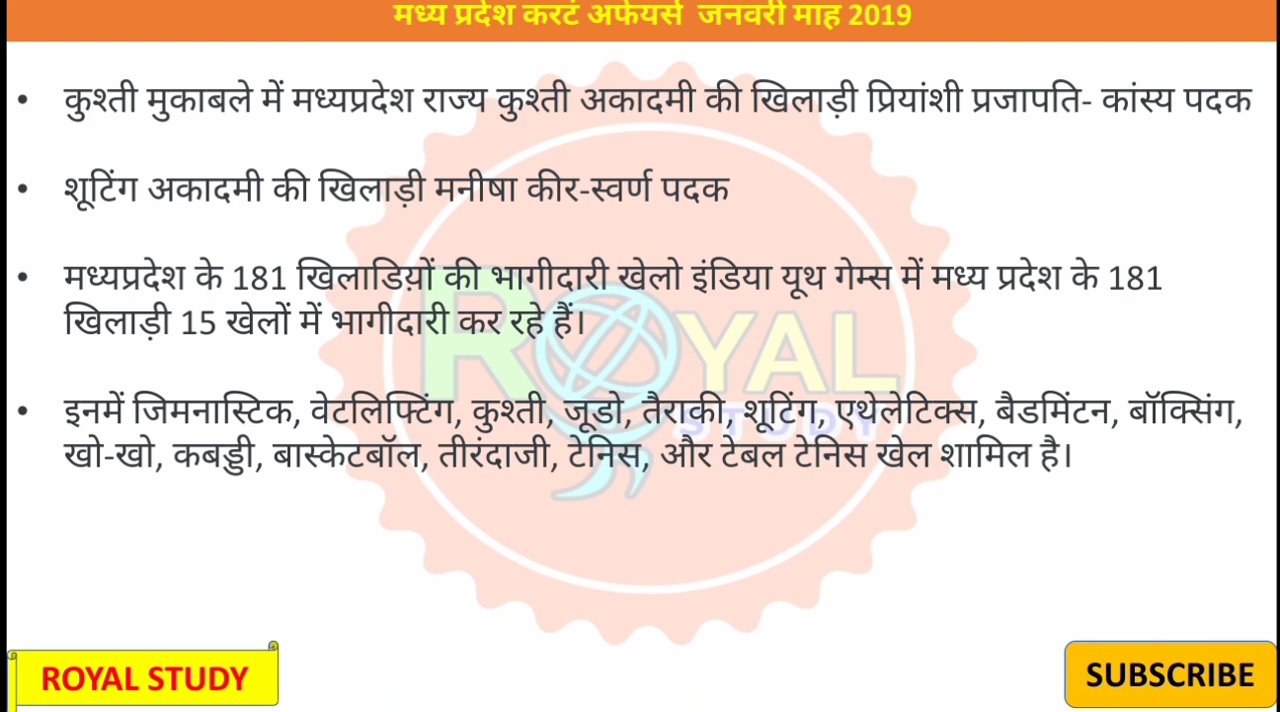 मध्य प्रदेश करटं अफेयर्स जनवरी माह 2019
• कुश्ती मुकाबले में मध्यप्रदेश राज्य कुश्ती अकादमी की खिलाड़ी प्रियांशी प्रजापति- कांस्य पदक
• शूटिंग अकादमी की खिलाड़ी मनीषा कीर-स्वर्ण पदक
• मध्यप्रदेश के 181 खिलाडिय़ों की भागीदारी खेलो इंडिया यूथ गेम्स में मध्य प्रदेश के 181
खिलाड़ी 15 खेलों में भागीदारी कर रहे हैं।
• इनमें जिमनास्टिक, वेटलिफ्टिंग, कुश्ती, जूडो, तैराकी, शूटिंग, एथेलेटिक्स, बैडमिंटन, बॉक्सिंग,
खो-खो, कबड्डी, बास्केटबॉल, तीरंदाजी, टेनिस, और टेबल टेनिस खेल शामिल है।
ROYAL
STUDY
ROYAL STUDY
SUBSCRIBE